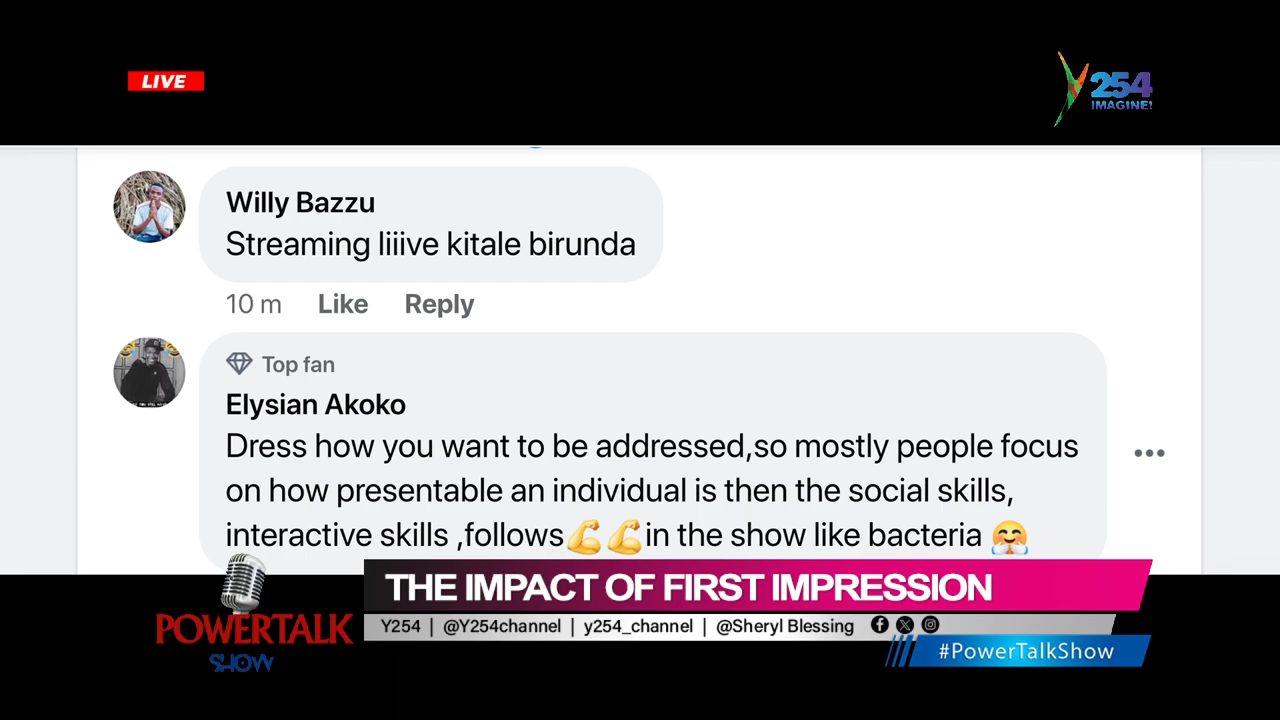 LIVE
254
IMAGINE!
Willy Bazzu
Streaming liiive kitale birunda
10 m Like Reply
Top fan
Elysian Akoko
Dress how you want to be addressed,so mostly people focus
on how presentable an individual is then the social skills,
interactive skills ,follows💪💪in the show like bacteria 🤗
THE IMPACT OF FIRST IMPRESSION
POWERTALK
SHOW
Y254 | @Y254channel | y254_channel | @Sheryl Blessing
#PowerTalkShow